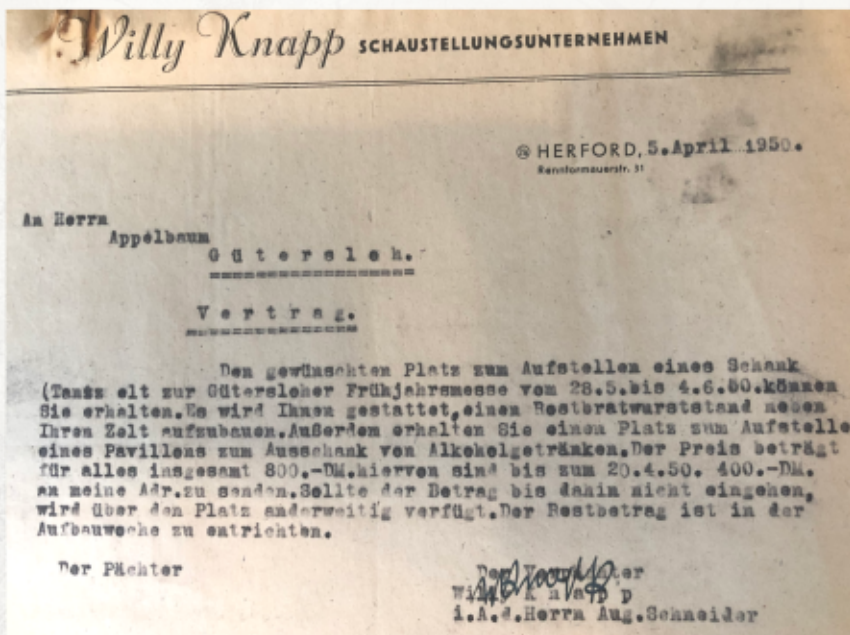 Willy Knapp SCHAUSTELLUNGSUNTERNEHMEN
HERFORD, 5.April 1950.
Rennformauerstr. 31
An Herrn
Appelbaum
Gütersloh.
Vertrag.
Den gewünschten Platz zum Aufstellen eines Schank
(Tantz elt zur Gütersloher Frühjahrsmesse vom 28.5.bis 4.6.50.können
Sie erhalten.Es wird Ihnen gestattet,einen Rostbratwurststand neben
Ihren Zelt aufzubauen.Außerdem erhalten Sie einen Platz zum Aufstelle
eines Pavillons zum Ausschank von Alkoholgetränken.Der Preis beträgt
für alles insgesamt 800.-DM.hiervon sind bis zum 20.4.50. 400.-DM.
an meine Adr.zu senden.Sollte der Betrag bis dahin nicht eingehen,
wird über den Platz anderweitig verfügt.Der Restbetrag ist in der
Aufbauwoche zu entrichten.
Der Pächter
Knapp
i.A.d.Herrn Aug.Schneider